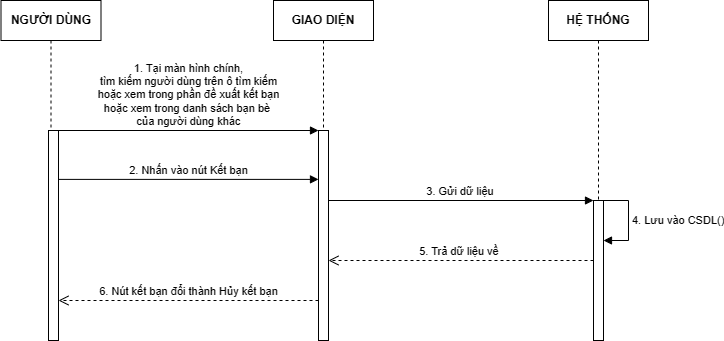 NGƯỜI DÙNG
GIAO DIỆN
HỆ THỐNG
1. Tại màn hình chính,
tìm kiếm người dùng trên ô tìm kiếm
hoặc xem trong phần đề xuất kết bạn
hoặc xem trong danh sách bạn bè
của người dùng khác
2. Nhấn vào nút Kết bạn
3. Gửi dữ liệu
4. Lưu vào CSDL()
5. Trả dữ liệu về
6. Nút kết bạn đổi thành Hủy kết bạn